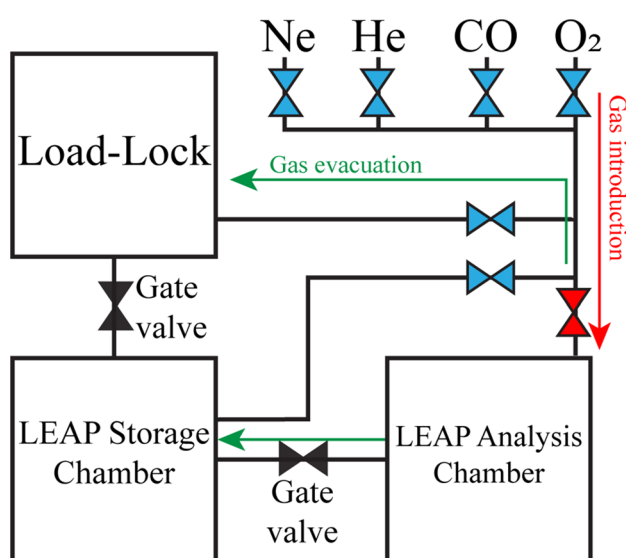 Ne He CO O₂
Load-Lock
Gas evacuation
Gas introduction
Gate
valve
LEAP Storage
Chamber
LEAP Analysis
Chamber
Gate
valve